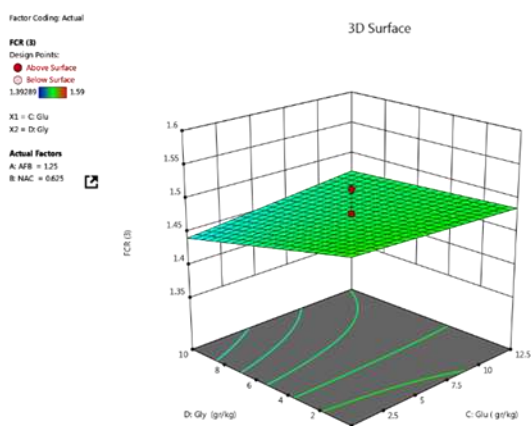 Factor Coding: Actual
3D Surface
FCR (3)
Design Points:
Above Surface
Below Surface
1.39289 1.59
X1 = C: Glu
X2 = D: Gly
Actual Factors
A: AFB = 1.25
B: NAC = 0.625
FCR (3)
1.6
1.55
1.5
1.45
1.4
1.35
10
8
6
4
2
D: Gly (gr/kg)
2.5
5
7.5
10
12.5
C: Glu ( gr/kg)